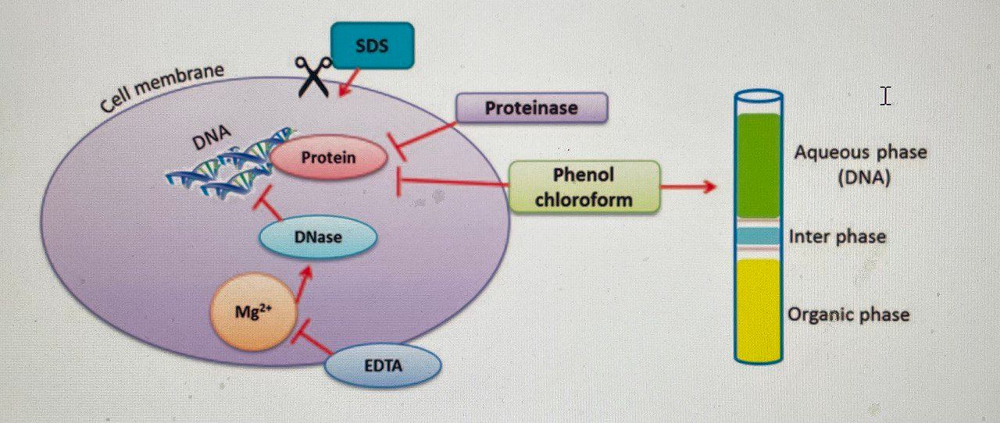 SDS
Cell membrane
Proteinase
DNA
Protein
Phenol
chloroform
DNase
Mg²⁺
EDTA
Aqueous phase
(DNA)
Inter phase
Organic phase